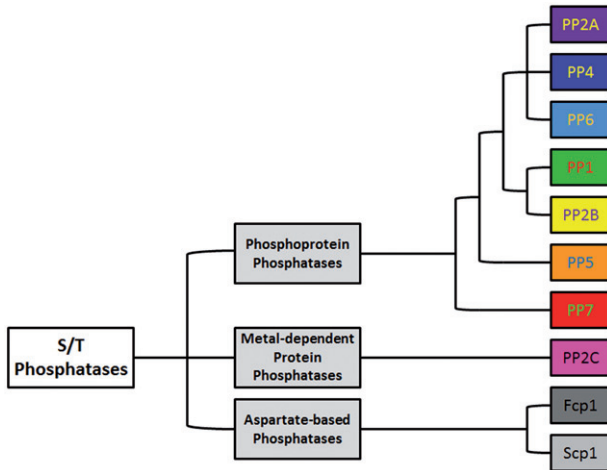 PP2A
PP4
PP6
PP1
PP2B
PP5
PP7
PP2C
Fcp1
Scp1
Phosphoprotein
Phosphatases
Metal-dependent
Protein
Phosphatases
Aspartate-based
Phosphatases
S/T
Phosphatases